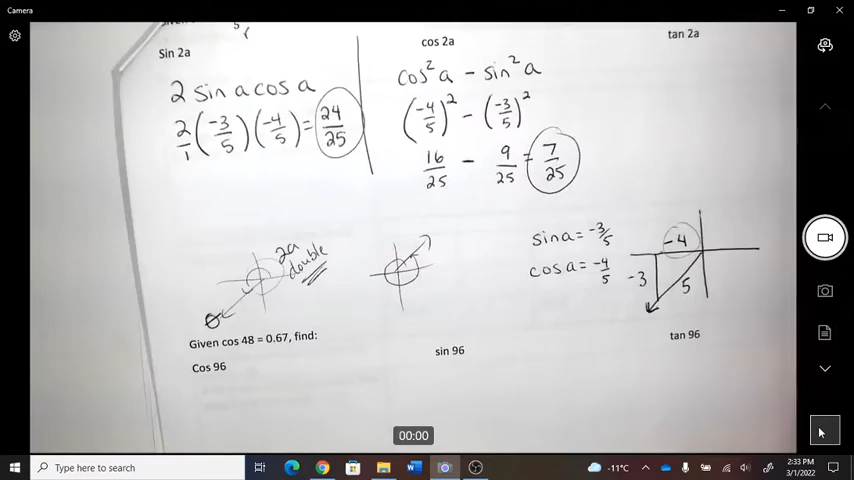 Camera
Sin 2a
cos 2a
tan 2a
2 sin a cos a
2/1 (-3/5) (-4/5) = 24/25
cos²a - sin²a
(-4/5)² - (-3/5)²
16/25 - 9/25 = 7/25
2a
double
sin a = -3/5
cos a = -4/5
-4
-3
5
Given cos 48 = 0.67, find:
Cos 96
sin 96
tan 96
00:00
Type here to search
-11°C
2:33 PM
3/1/2022